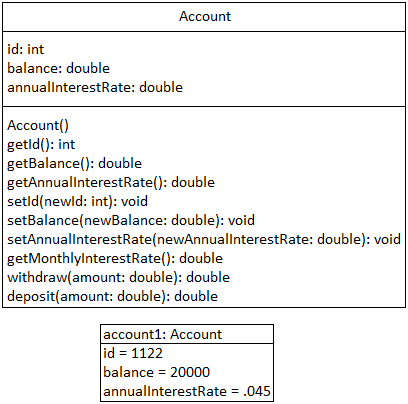 Account
id: int
balance: double
annualInterestRate: double
Account()
getId(): int
getBalance(): double
getAnnualInterestRate(): double
setId(newId: int): void
setBalance(newBalance: double): void
setAnnualInterestRate(newAnnualInterestRate: double): void
getMonthlyInterestRate(): double
withdraw(amount: double): double
deposit(amount: double): double
account1: Account
id = 1122
balance = 20000
annualInterestRate = .045